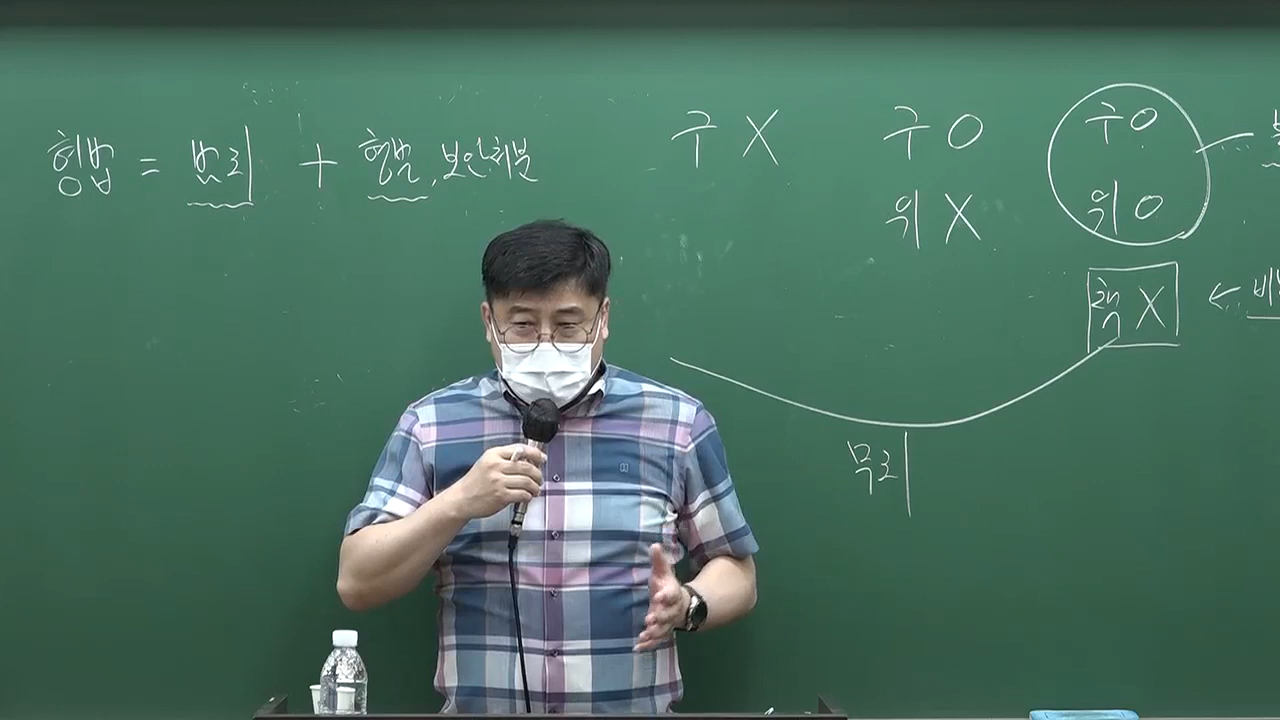 형법 = 범죄 + 형벌, 보안처분
구 X
구 O
위 X
구 O
위 O
책 X
무죄